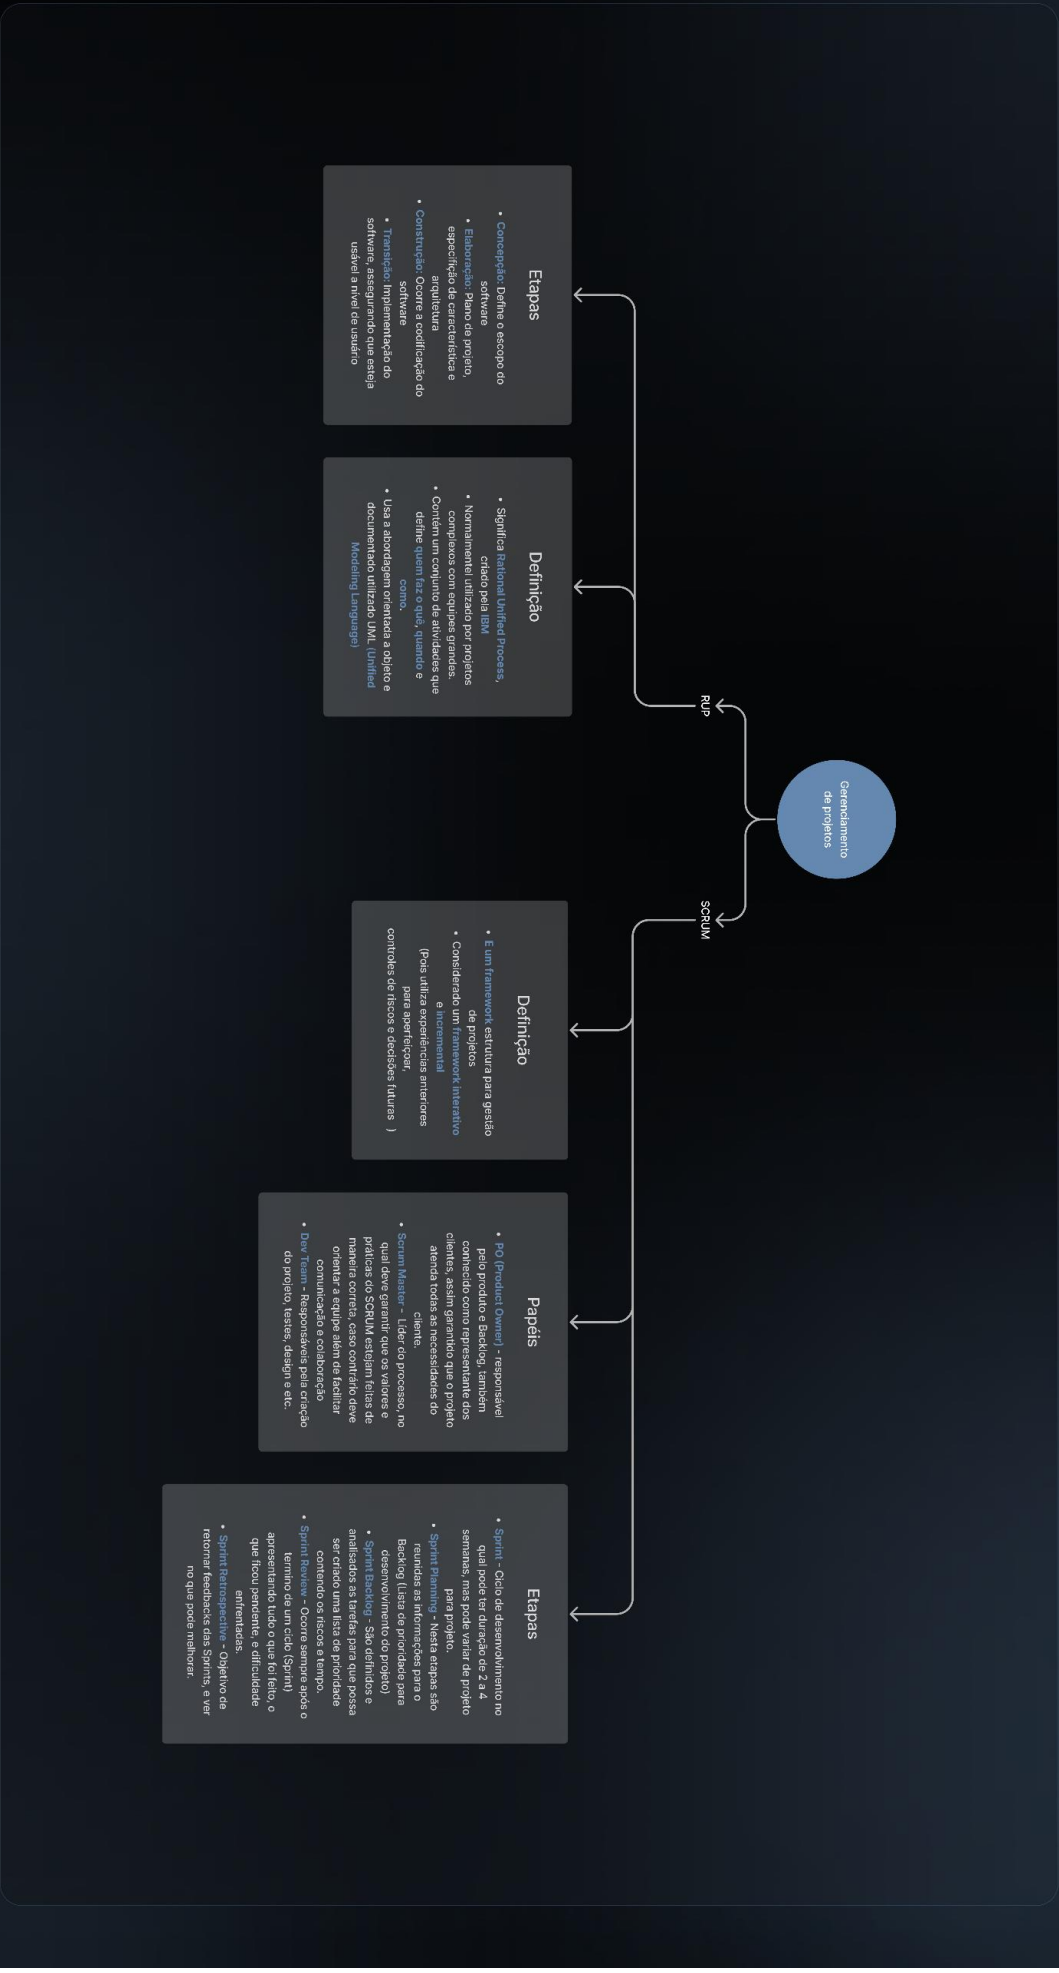 Gerenciamento
de projetos
RUP
SCRUM
Etapas
• Concepção: Define o escopo do
software
• Elaboração: Plano de projeto,
especifição de característica e
arquitetura
• Construção: Ocorre a codificação do
software
• Transição: Implementação do
software, assegurando que esteja
usável a nível de usuário
Definição
• Significa Rational Unified Process,
criado pela IBM
• Normalmentel utilizado por projetos
complexos com equipes grandes.
• Contém um conjunto de atividades que
define quem faz o quê, quando e
como.
• Usa a abordagem orientada a objeto e
documentado utilizado UML (Unified
Modeling Language)
Definição
• E um framework estrutura para gestão
de projetos
• Considerado um framework interativo
e incremental
(Pois utiliza experiências anteriores
para aperfeiçoar,
controles de riscos e decisões futuras )
Papéis
• PO (Product Owner) - responsável
pelo produto e Backlog, também
conhecido como representante dos
clientes, assim garantido que o projeto
atenda todas as necessidades do
cliente.
• Scrum Master - Líder do processo, no
qual deve garantir que os valores e
práticas do SCRUM estejam feitas de
maneira correta, caso contrário deve
orientar a equipe além de facilitar
comunicação e colaboração
• Dev Team - Responsáveis pela criação
do projeto, testes, design e etc.
Etapas
• Sprint - Ciclo de desenvolvimento no
qual pode ter duração de 2 a 4
semanas, mas pode variar de projeto
para projeto.
• Sprint Planning - Nesta etapas são
reunidas as informações para o
Backlog (Lista de prioridade para
desenvolvimento do projeto)
• Sprint Backlog - São definidos e
analisados as tarefas para que possa
ser criado uma lista de prioridade
contendo os riscos e tempo.
• Sprint Review - Ocorre sempre após o
termino de um ciclo (Sprint)
apresentando tudo o que foi feito, o
que ficou pendente, e dificuldade
enfrentadas.
• Sprint Retrospective - Objetivo de
retornar feedbacks das Sprints, e ver
no que pode melhorar.